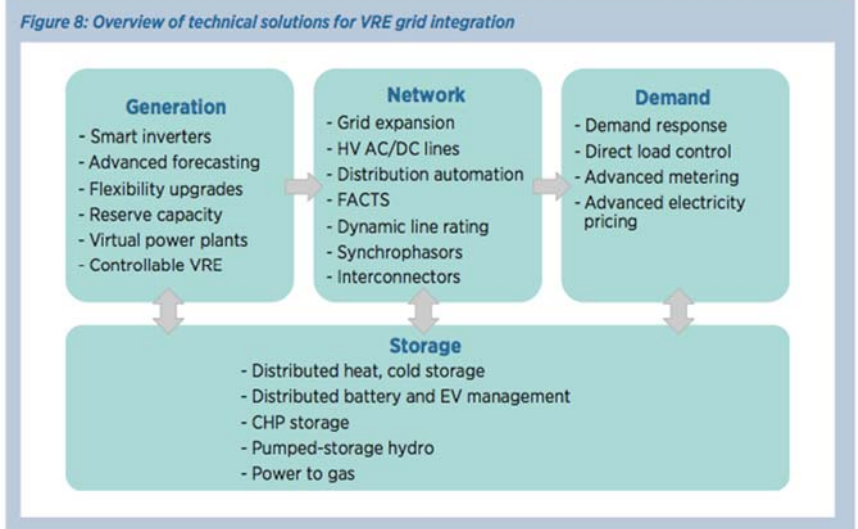 Figure 8: Overview of technical solutions for VRE grid integration
Generation
- Smart inverters
- Advanced forecasting
- Flexibility upgrades
- Reserve capacity
- Virtual power plants
- Controllable VRE
Network
- Grid expansion
- HV AC/DC lines
- Distribution automation
- FACTS
- Dynamic line rating
- Synchrophasors
- Interconnectors
Demand
- Demand response
- Direct load control
- Advanced metering
- Advanced electricity
pricing
Storage
- Distributed heat, cold storage
- Distributed battery and EV management
- CHP storage
- Pumped-storage hydro
- Power to gas